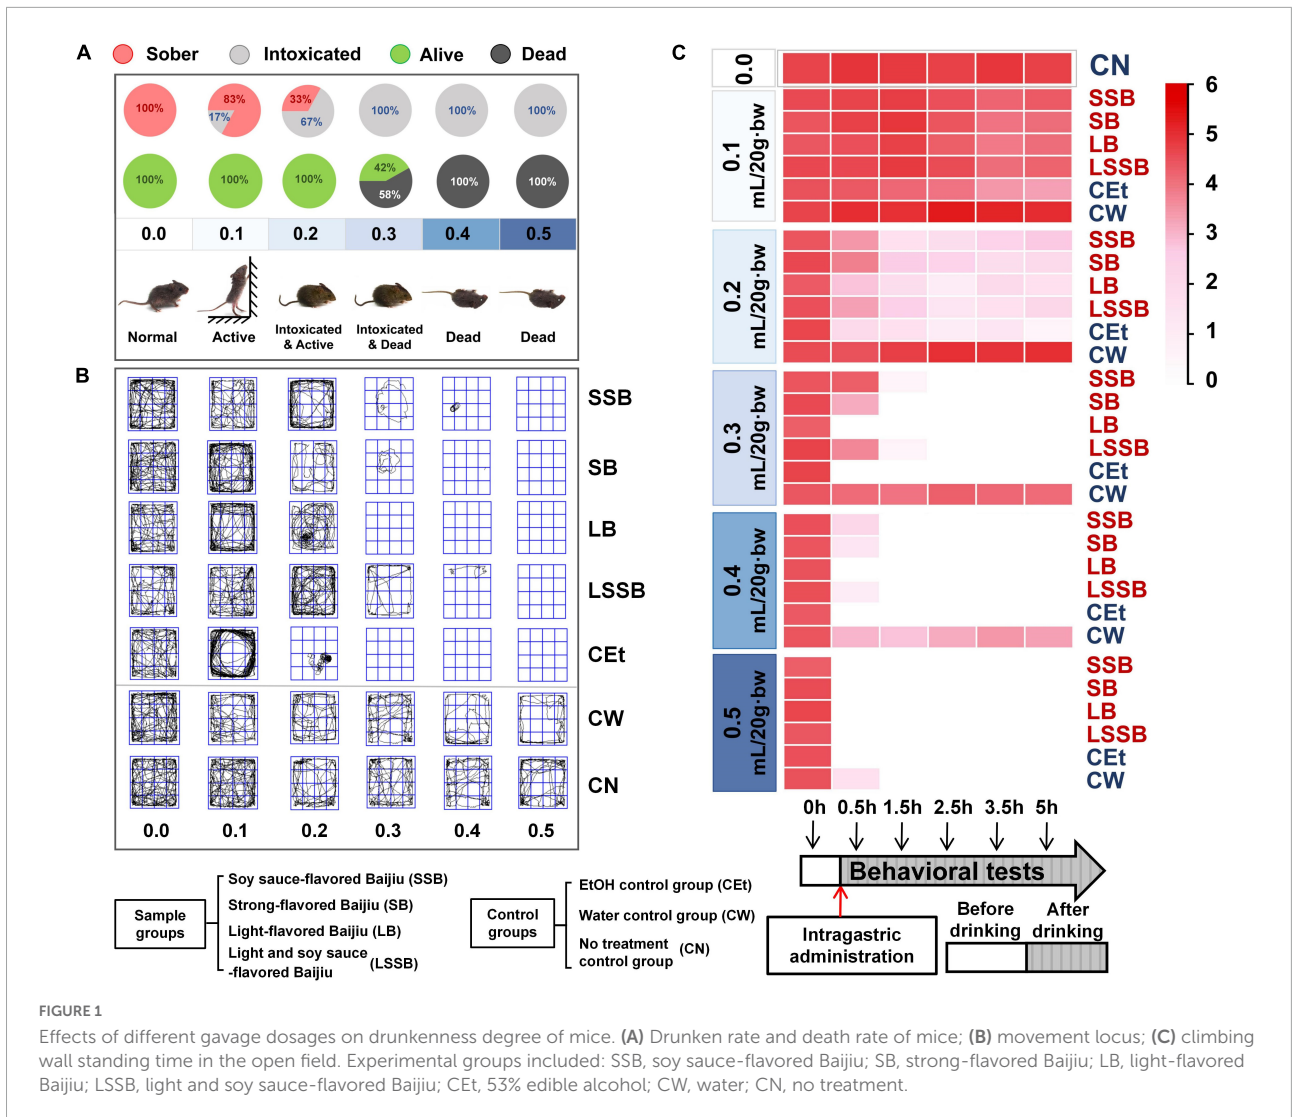 A
Sober
Intoxicated
Alive
Dead
100%
83%
17%
33%
67%
100%
100%
100%
100%
100%
100%
42%
58%
100%
100%
0.0
0.1
0.2
0.3
0.4
0.5
Normal
Active
Intoxicated
& Active
Intoxicated
& Dead
Dead
Dead
B
SSB
SB
LB
LSSB
CEt
CW
CN
0.0
0.1
0.2
0.3
0.4
0.5
C
0.0
CN
0.1
mL/20g·bw
SSB
SB
LB
LSSB
CEt
CW
0.2
mL/20g·bw
SSB
SB
LB
LSSB
CEt
CW
0.3
mL/20g·bw
SSB
SB
LB
LSSB
CEt
CW
0.4
mL/20g·bw
SSB
SB
LB
LSSB
CEt
CW
0.5
mL/20g·bw
SSB
SB
LB
LSSB
CEt
CW
6
5
4
3
2
1
0
0h
0.5h
1.5h
2.5h
3.5h
5h
Behavioral tests
Intragastric
administration
Before
drinking
After
drinking
Sample
groups
Soy sauce-flavored Baijiu (SSB)
Strong-flavored Baijiu (SB)
Light-flavored Baijiu (LB)
Light and soy sauce
-flavored Baijiu (LSSB)
Control
groups
EtOH control group (CEt)
Water control group (CW)
No treatment
control group (CN)
FIGURE 1
Effects of different gavage dosages on drunkenness degree of mice. (A) Drunken rate and death rate of mice; (B) movement locus; (C) climbing
wall standing time in the open field. Experimental groups included: SSB, soy sauce-flavored Baijiu; SB, strong-flavored Baijiu; LB, light-flavored
Baijiu; LSSB, light and soy sauce-flavored Baijiu; CEt, 53% edible alcohol; CW, water; CN, no treatment.